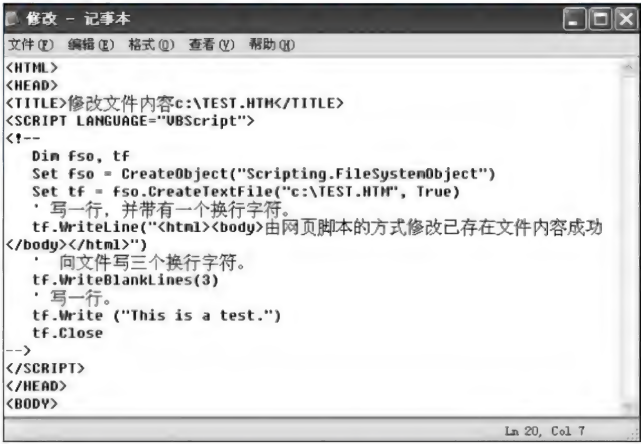 修改 - 记事本
文件(F) 编辑(E) 格式(O) 查看(V) 帮助(H)
<HTML>
<HEAD>
<TITLE>修改文件内容c:\TEST.HTM</TITLE>
<SCRIPT LANGUAGE="VBScript">
<!--
Dim fso, tf
Set fso = CreateObject("Scripting.FileSystemObject")
Set tf = fso.CreateTextFile("c:\TEST.HTM", True)
' 写一行，并带有一个换行字符。
tf.WriteLine("<html><body>由网页脚本的方式修改已存在文件内容成功
</body></html>")
' 向文件写三个换行字符。
tf.WriteBlankLines(3)
' 写一行。
tf.Write ("This is a test.")
tf.Close
-->
</SCRIPT>
</HEAD>
<BODY>
Ln 20, Col 7